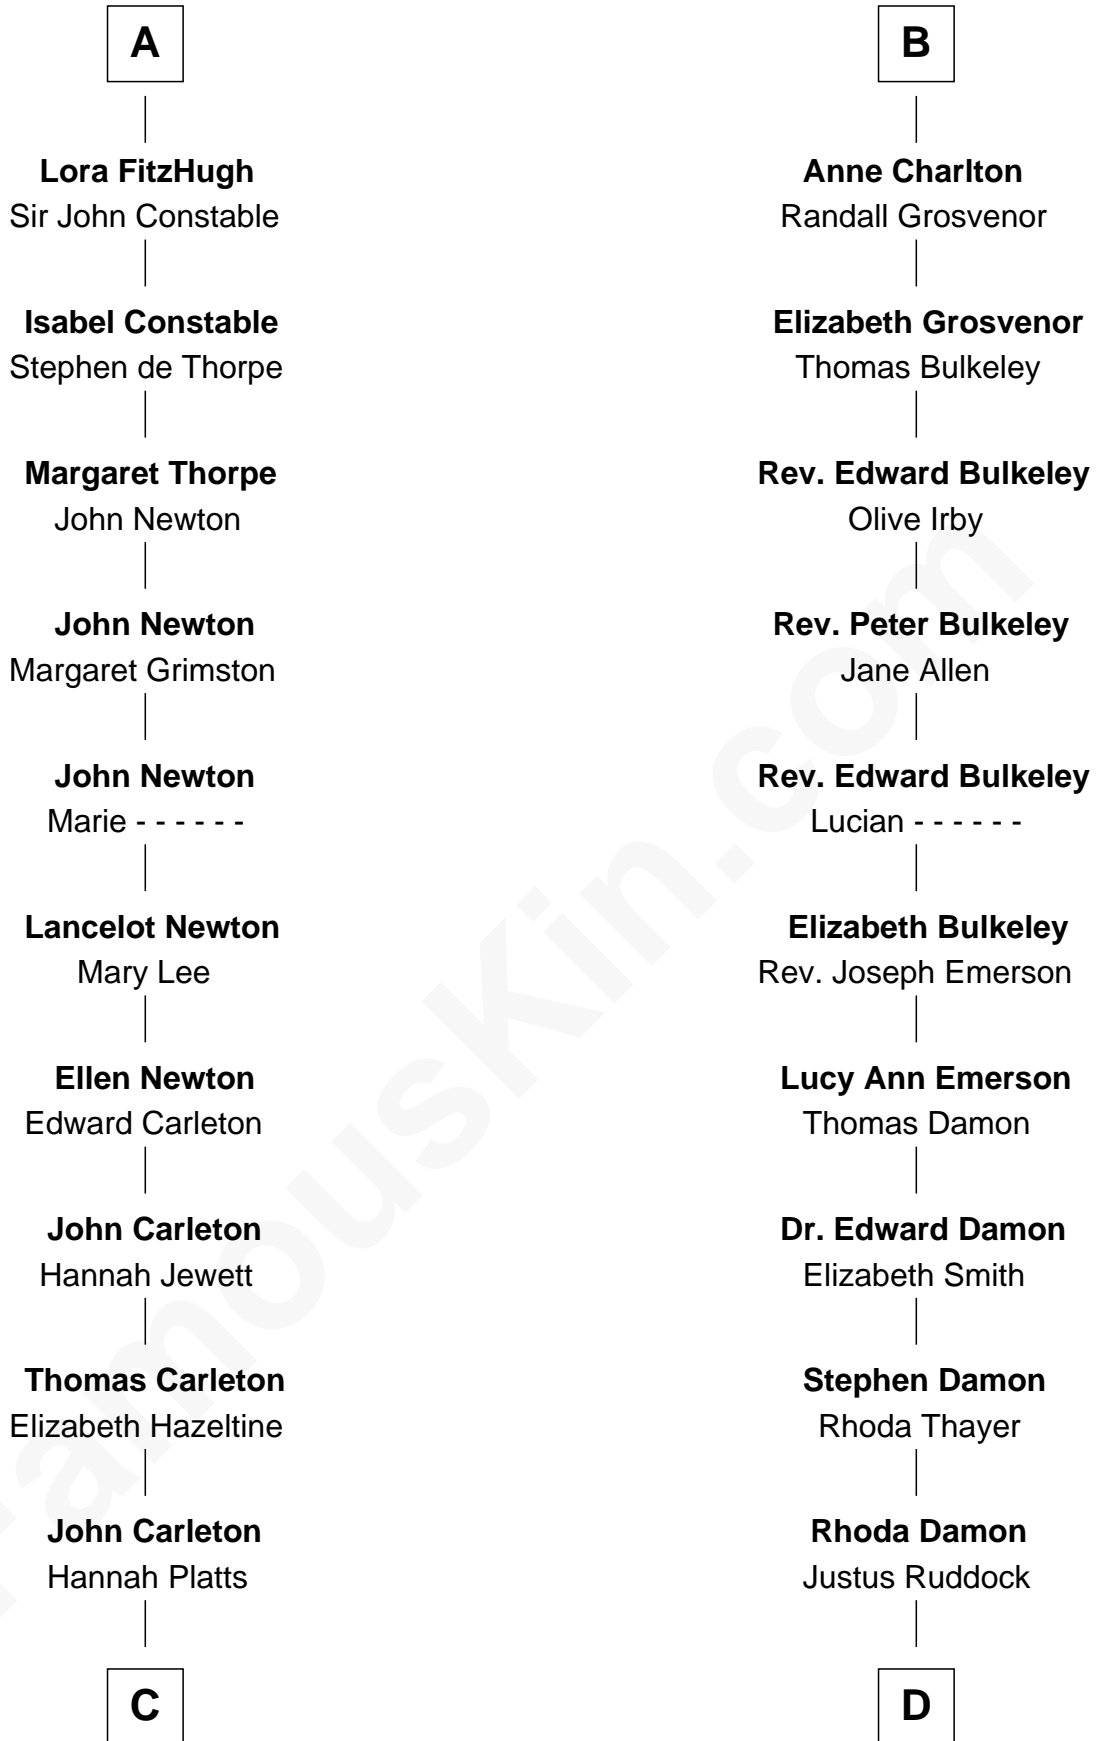 A
Lora FitzHugh
Sir John Constable
Isabel Constable
Stephen de Thorpe
Margaret Thorpe
John Newton
John Newton
Margaret Grimston
John Newton
Marie - - - - - -
Lancelot Newton
Mary Lee
Ellen Newton
Edward Carleton
John Carleton
Hannah Jewett
Thomas Carleton
Elizabeth Hazeltine
John Carleton
Hannah Platts
C
B
Anne Charlton
Randall Grosvenor
Elizabeth Grosvenor
Thomas Bulkeley
Rev. Edward Bulkeley
Olive Irby
Rev. Peter Bulkeley
Jane Allen
Rev. Edward Bulkeley
Lucian - - - - - -
Elizabeth Bulkeley
Rev. Joseph Emerson
Lucy Ann Emerson
Thomas Damon
Dr. Edward Damon
Elizabeth Smith
Stephen Damon
Rhoda Thayer
Rhoda Damon
Justus Ruddock
D
FamousKin.com